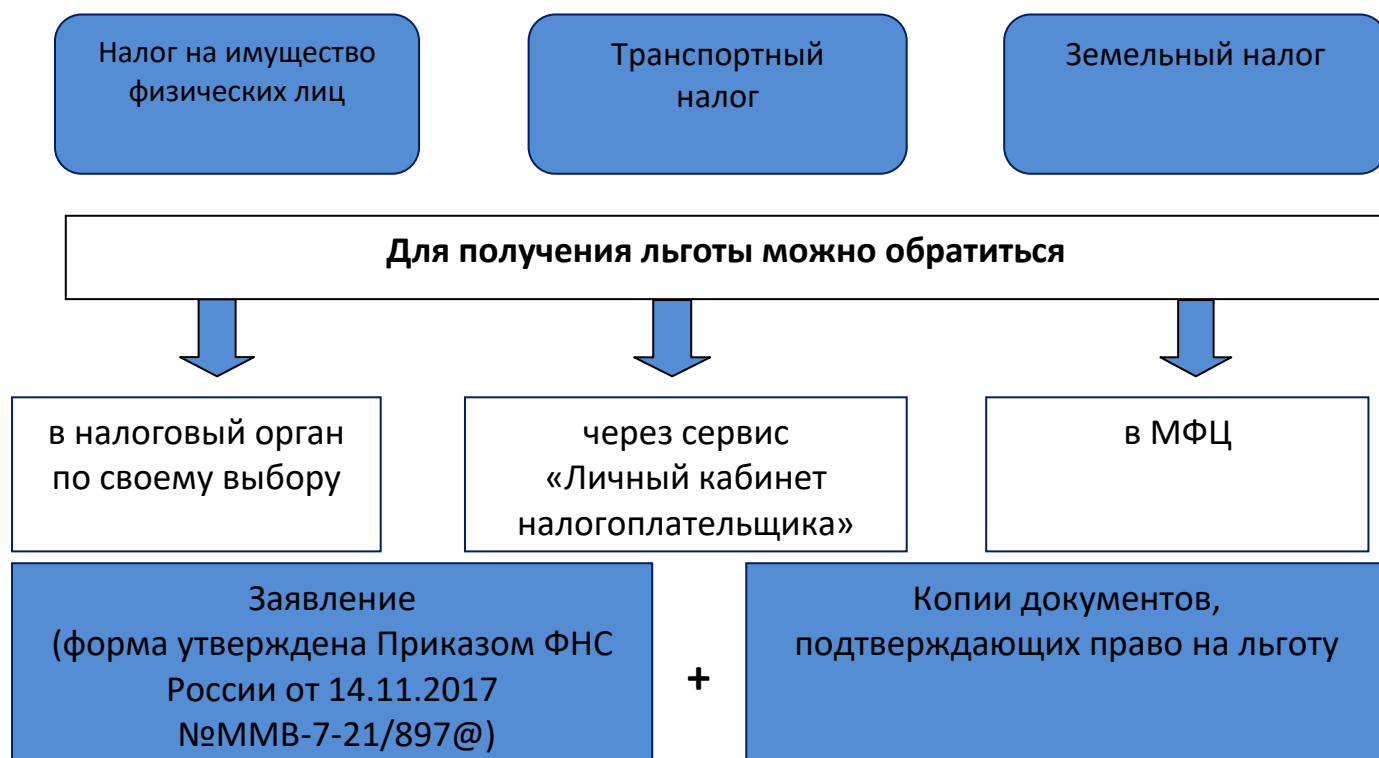 Налог на имущество
физических лиц
Транспортный
налог
Земельный налог
Для получения льготы можно обратиться
в налоговый орган
по своему выбору
через сервис
«Личный кабинет
налогоплательщика»
в МФЦ
Заявление
(форма утверждена Приказом ФНС
России от 14.11.2017
№ММВ-7-21/897@)
+
Копии документов,
подтверждающих право на льготу